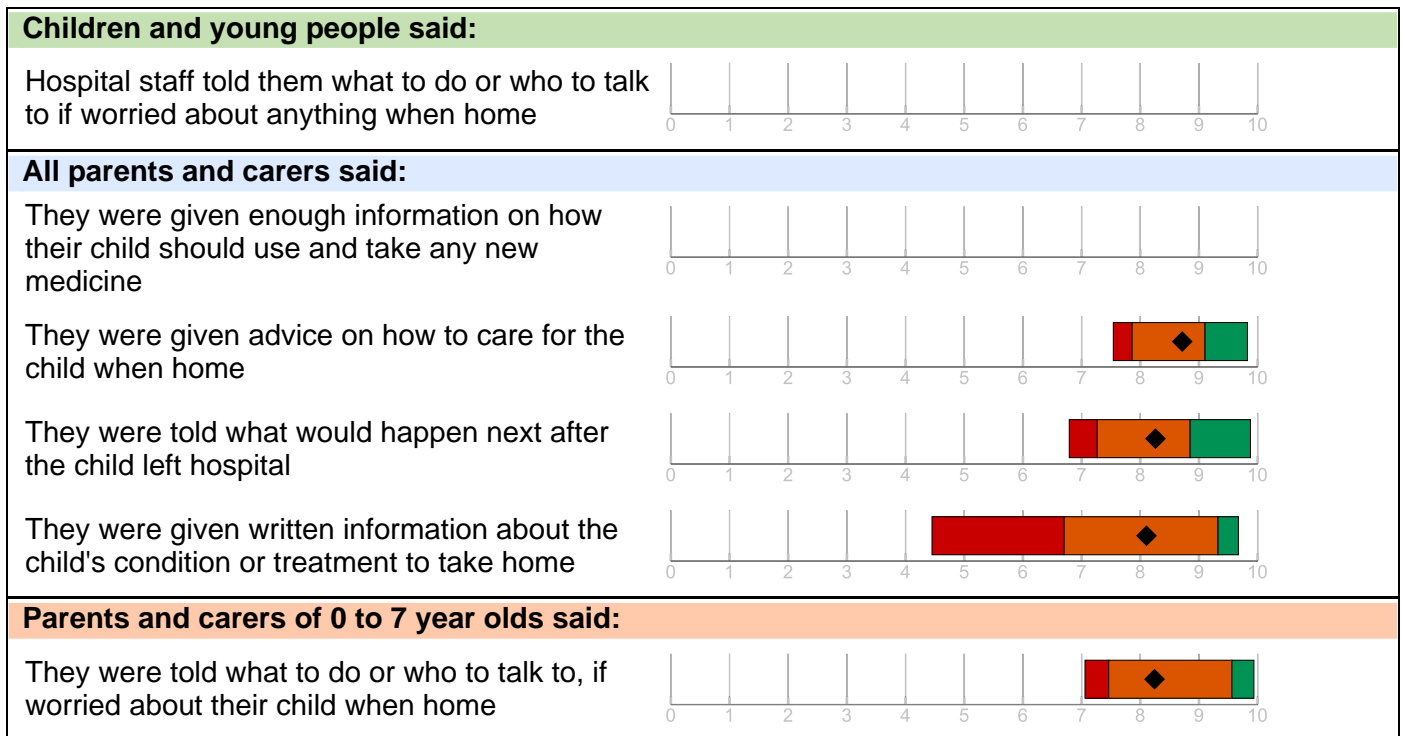 Children and young people said:
Hospital staff told them what to do or who to talk
to if worried about anything when home
0 1 2 3 4 5 6 7 8 9 10
All parents and carers said:
They were given enough information on how
their child should use and take any new
medicine
0 1 2 3 4 5 6 7 8 9 10
They were given advice on how to care for the
child when home
0 1 2 3 4 5 6 7 8 9 10
They were told what would happen next after
the child left hospital
0 1 2 3 4 5 6 7 8 9 10
They were given written information about the
child's condition or treatment to take home
0 1 2 3 4 5 6 7 8 9 10
Parents and carers of 0 to 7 year olds said:
They were told what to do or who to talk to, if
worried about their child when home
0 1 2 3 4 5 6 7 8 9 10